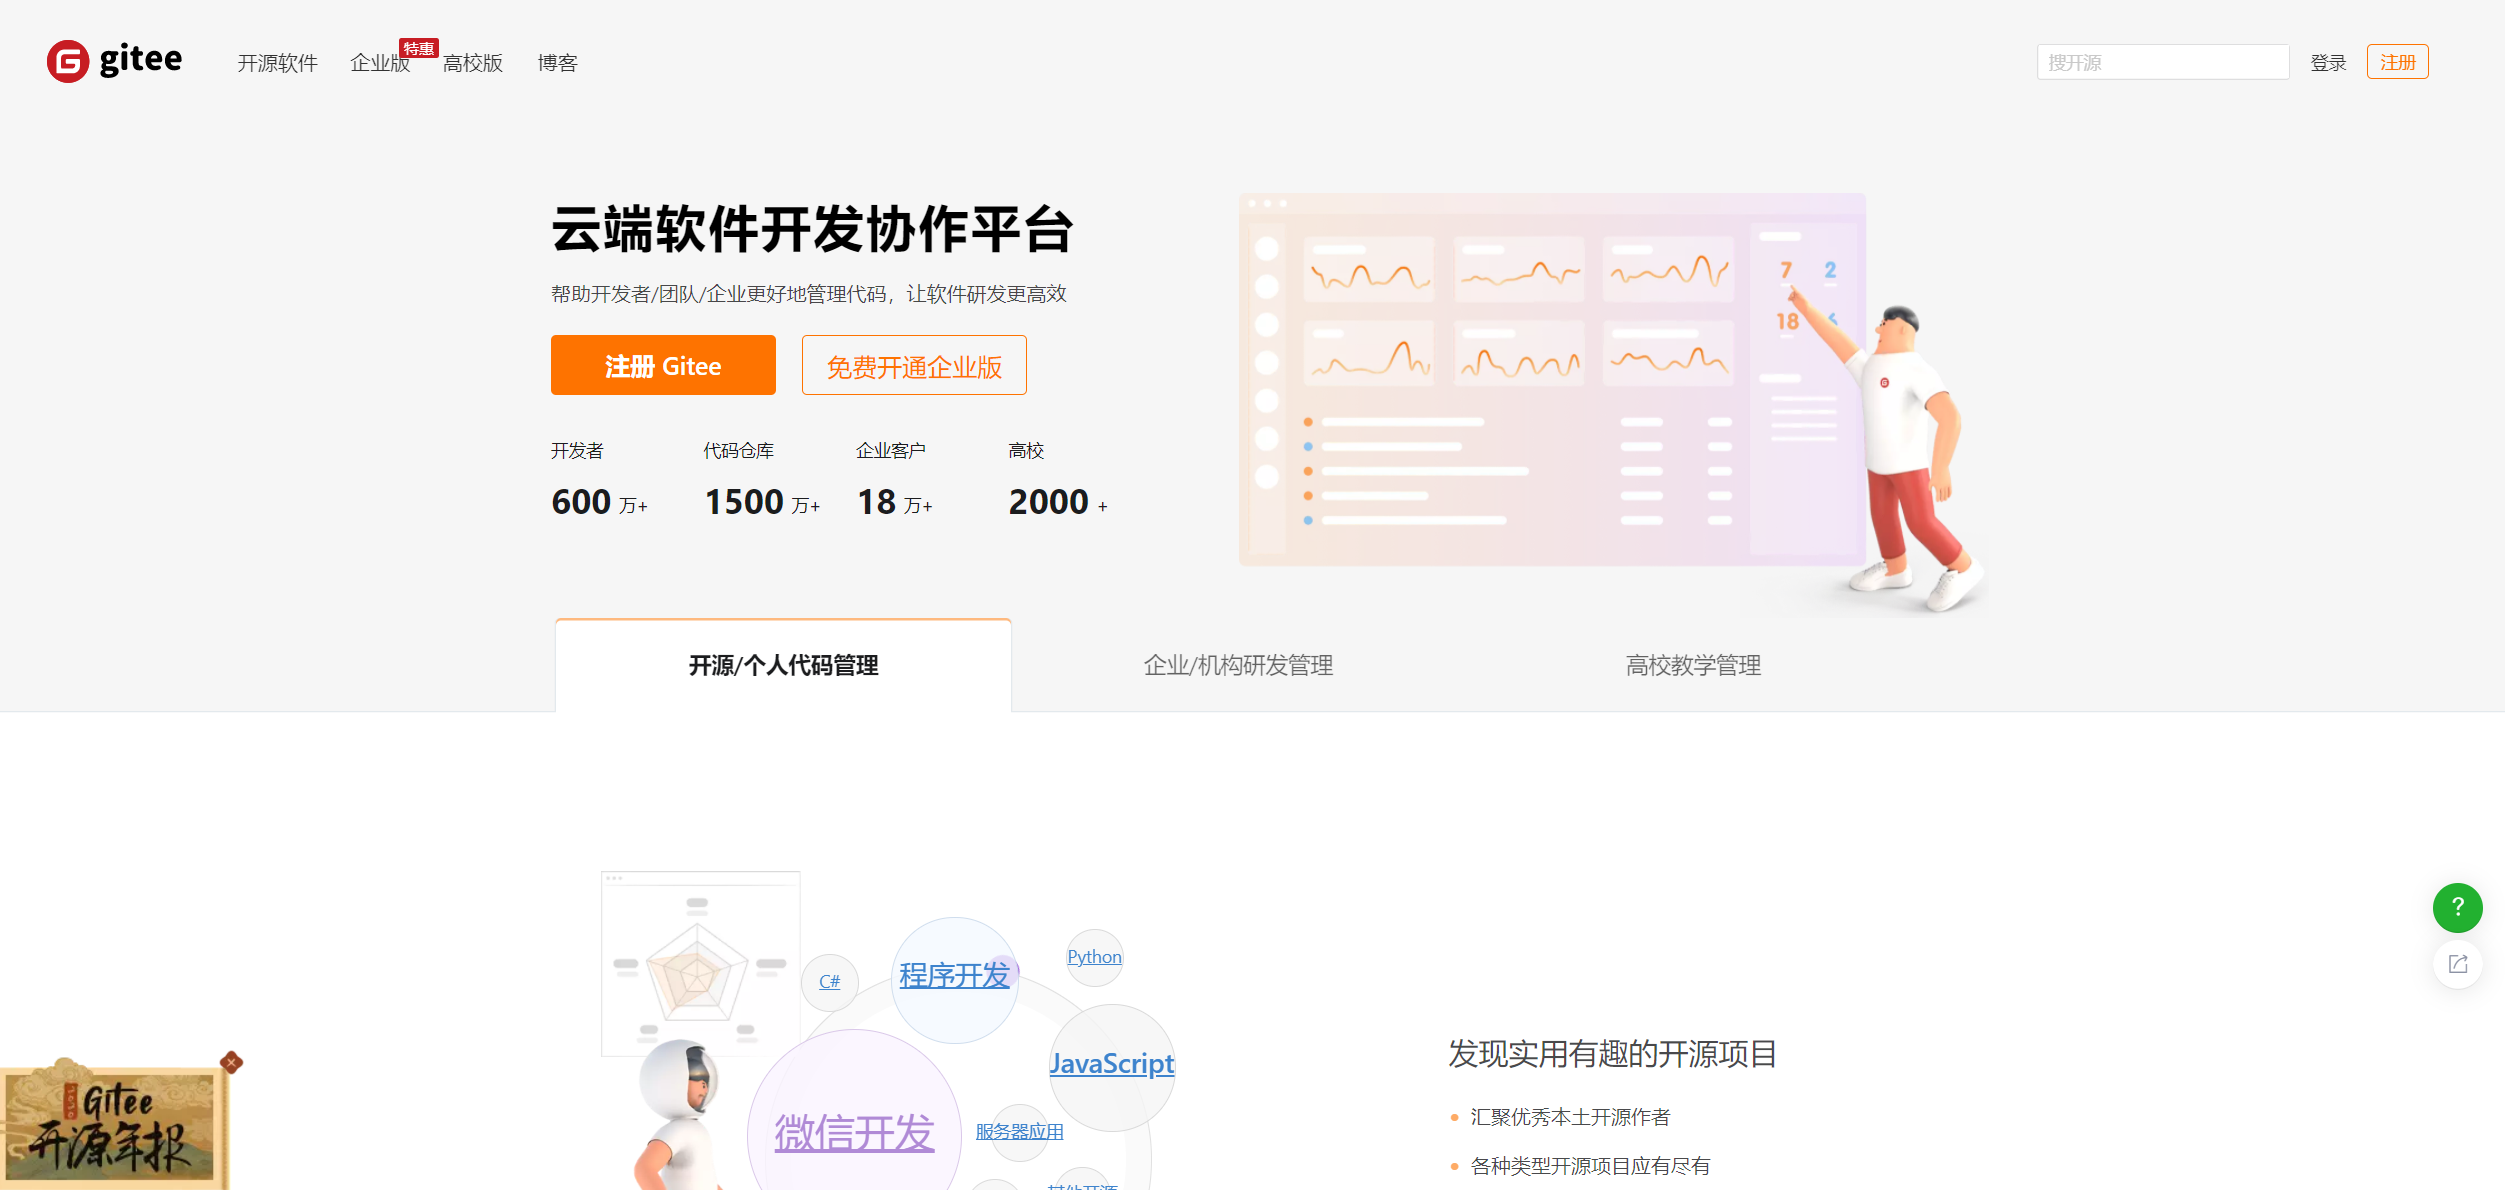 gitee
开源软件
企业版
特惠
高校版
博客
搜开源
登录
注册
云端软件开发协作平台
帮助开发者/团队/企业更好地管理代码，让软件研发更高效
注册 Gitee
免费开通企业版
开发者
代码仓库
企业客户
高校
600 万+
1500 万+
18 万+
2000 +
7
2
18
开源/个人代码管理
企业/机构研发管理
高校教学管理
C#
程序开发
Python
JavaScript
微信开发
服务器应用
其他开源
发现实用有趣的开源项目
汇聚优秀本土开源作者
各种类型开源项目应有尽有
?
Gitee
开源年报